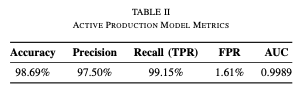 TABLE II
ACTIVE PRODUCTION MODEL METRICS
Accuracy Precision Recall (TPR) FPR AUC
98.69% 97.50% 99.15% 1.61% 0.9989